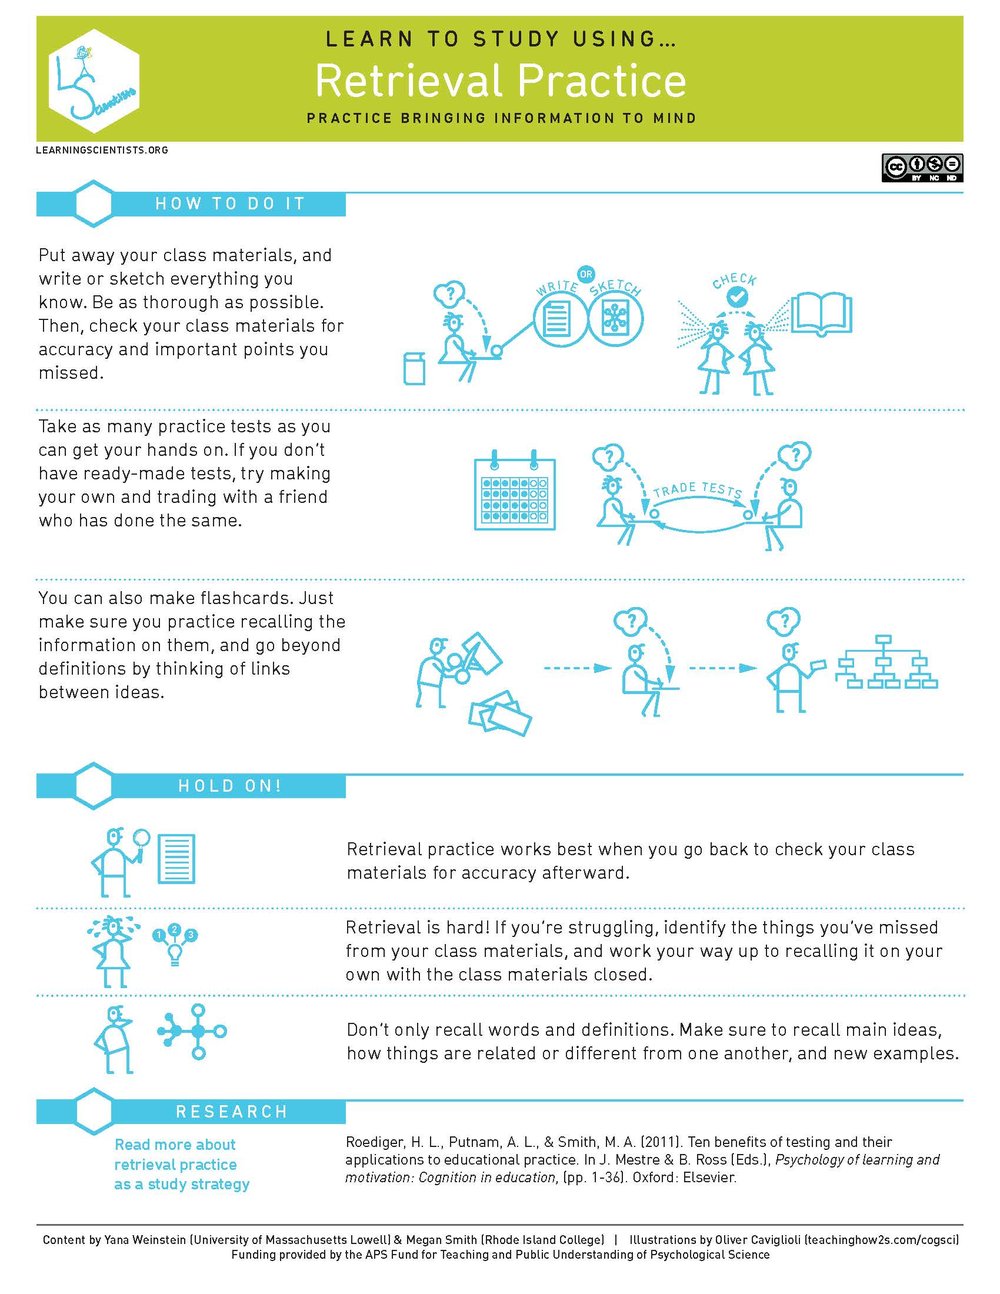 LEARN TO STUDY USING...
Retrieval Practice
PRACTICE BRINGING INFORMATION TO MIND
LS
cientists
LEARNINGSCIENTISTS.ORG
cc
BY NC ND
HOW TO DO IT
Put away your class materials, and
write or sketch everything you
know. Be as thorough as possible.
Then, check your class materials for
accuracy and important points you
missed.
?
WRITE OR SKETCH
CHECK
Take as many practice tests as you
can get your hands on. If you don't
have ready-made tests, try making
your own and trading with a friend
who has done the same.
? ?
TRADE TESTS
You can also make flashcards. Just
make sure you practice recalling the
information on them, and go beyond
definitions by thinking of links
between ideas.
? ?
HOLD ON!
Retrieval practice works best when you go back to check your class
materials for accuracy afterward.
1 2 3
Retrieval is hard! If you're struggling, identify the things you've missed
from your class materials, and work your way up to recalling it on your
own with the class materials closed.
Don't only recall words and definitions. Make sure to recall main ideas,
how things are related or different from one another, and new examples.
RESEARCH
Read more about
retrieval practice
as a study strategy
Roediger, H. L., Putnam, A. L., & Smith, M. A. (2011). Ten benefits of testing and their
applications to educational practice. In J. Mestre & B. Ross (Eds.), Psychology of learning and
motivation: Cognition in education, (pp. 1-36). Oxford: Elsevier.
Content by Yana Weinstein (University of Massachusetts Lowell) & Megan Smith (Rhode Island College) | Illustrations by Oliver Caviglioli (teachinghow2s.com/cogsci)
Funding provided by the APS Fund for Teaching and Public Understanding of Psychological Science